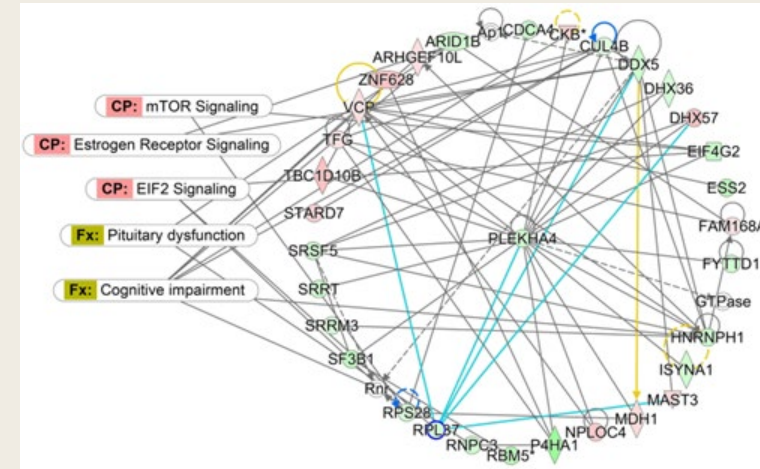 CP: mTOR Signaling
CP: Estrogen Receptor Signaling
CP: EIF2 Signaling
Fx: Pituitary dysfunction
Fx: Cognitive impairment
Ap1
CDCA4
CKB*
CUL4B
ARID1B
ARHGEF10L
DDX5
ZNF628
DHX36
VCP
DHX57
TFG
EIF4G2
TBC1D10B
ESS2
STARD7
FAM168A
PLEKHA4
SRSF5
FYTTD1
SRRT
GTPase
SRRM3
HNRNPH1
SF3B1
ISYNA1
Rnr
MAST3
RPS28
MDH1
RPL37
NPLOC4
RNPC3
P4HA1
RBM5*